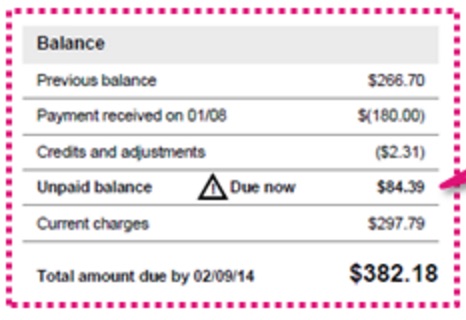 Balance
Previous balance $266.70
Payment received on 01/08 $(180.00)
Credits and adjustments ($2.31)
Unpaid balance Due now $84.39
Current charges $297.79
Total amount due by 02/09/14 $382.18